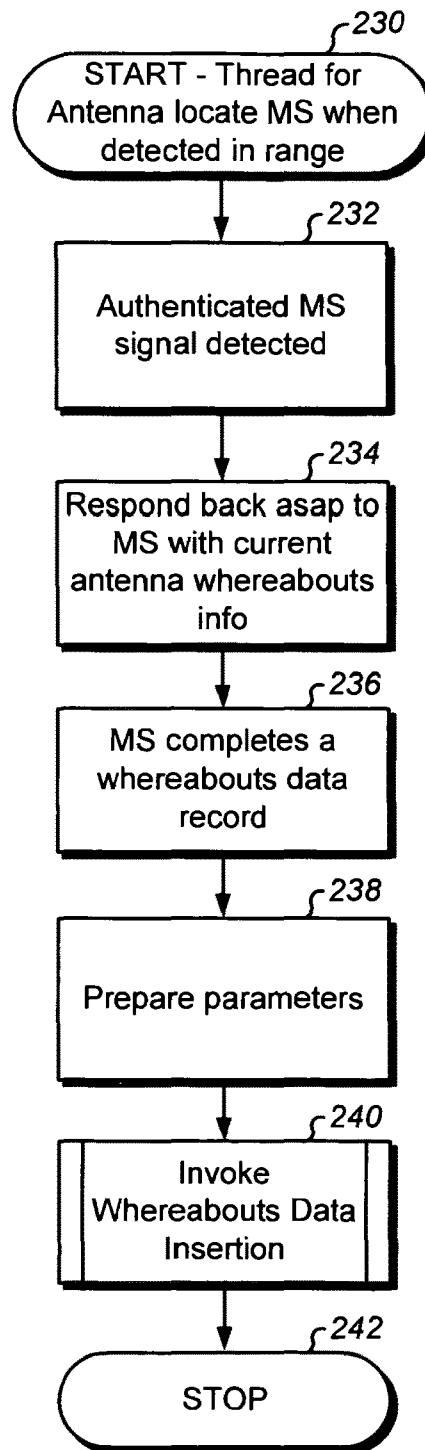 230
START - Thread for
Antenna locate MS when
detected in range
232
Authenticated MS
signal detected
234
Respond back asap to
MS with current
antenna whereabouts
info
236
MS completes a
whereabouts data
record
238
Prepare parameters
240
Invoke
Whereabouts Data
Insertion
242
STOP